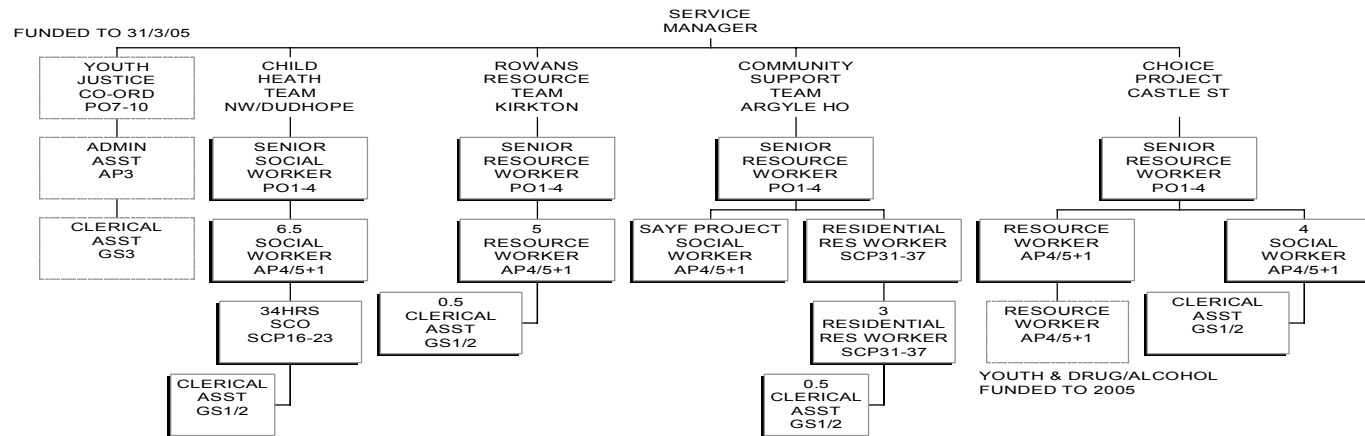 SERVICE
MANAGER
FUNDED TO 31/3/05
YOUTH
JUSTICE
CO-ORD
PO7-10
CHILD
HEATH
TEAM
NW/DUDHOPE
ROWANS
RESOURCE
TEAM
KIRKTON
COMMUNITY
SUPPORT
TEAM
ARGYLE HO
CHOICE
PROJECT
CASTLE ST
ADMIN
ASST
AP3
SENIOR
SOCIAL
WORKER
PO1-4
SENIOR
RESOURCE
WORKER
PO1-4
SENIOR
RESOURCE
WORKER
PO1-4
SENIOR
RESOURCE
WORKER
PO1-4
CLERICAL
ASST
GS3
6.5
SOCIAL
WORKER
AP4/5+1
5
RESOURCE
WORKER
AP4/5+1
SAYF PROJECT
SOCIAL
WORKER
AP4/5+1
RESIDENTIAL
RES WORKER
SCP31-37
RESOURCE
WORKER
AP4/5+1
4
SOCIAL
WORKER
AP4/5+1
34HRS
SCO
SCP16-23
0.5
CLERICAL
ASST
GS1/2
3
RESIDENTIAL
RES WORKER
SCP31-37
RESOURCE
WORKER
AP4/5+1
CLERICAL
ASST
GS1/2
CLERICAL
ASST
GS1/2
0.5
CLERICAL
ASST
GS1/2
YOUTH & DRUG/ALCOHOL
FUNDED TO 2005